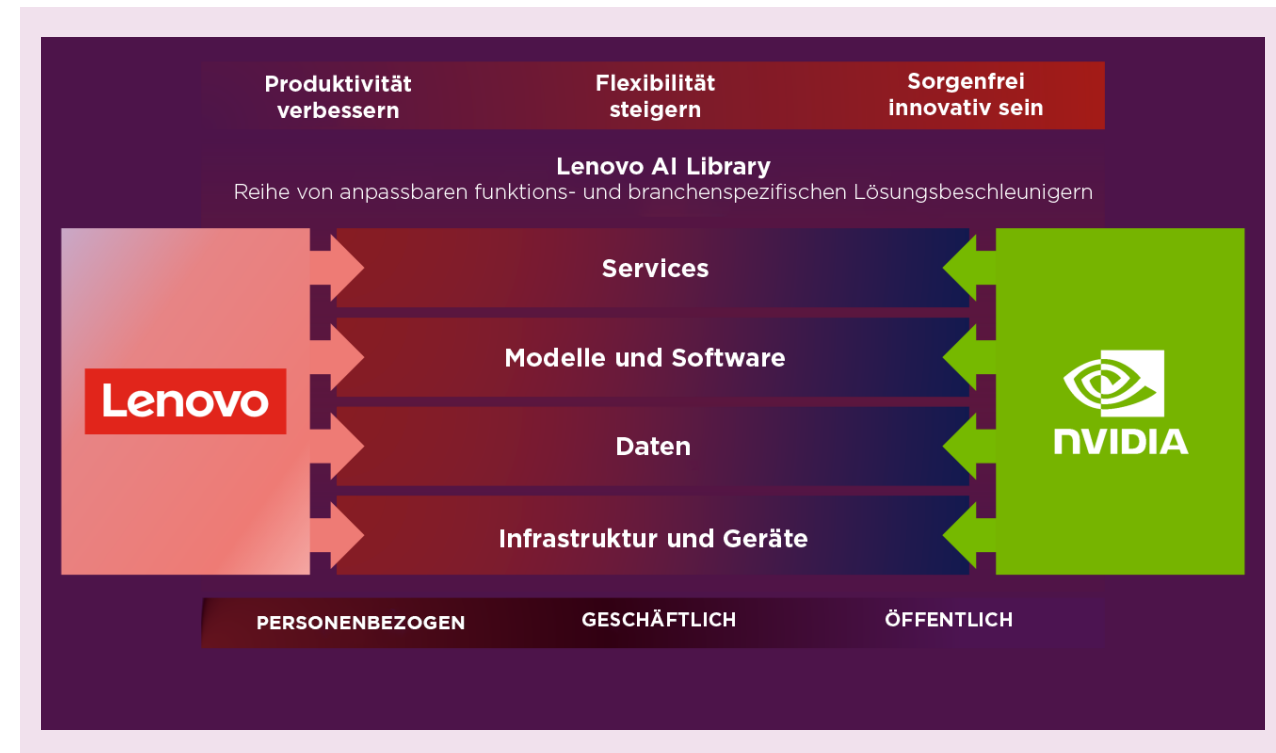 Produktivität
verbessern
Flexibilität
steigern
Sorgenfrei
innovativ sein
Lenovo AI Library
Reihe von anpassbaren funktions- und branchenspezifischen Lösungsbeschleunigern
Services
Modelle und Software
Daten
Infrastruktur und Geräte
Lenovo
NVIDIA
PERSONENBEZOGEN
GESCHÄFTLICH
ÖFFENTLICH